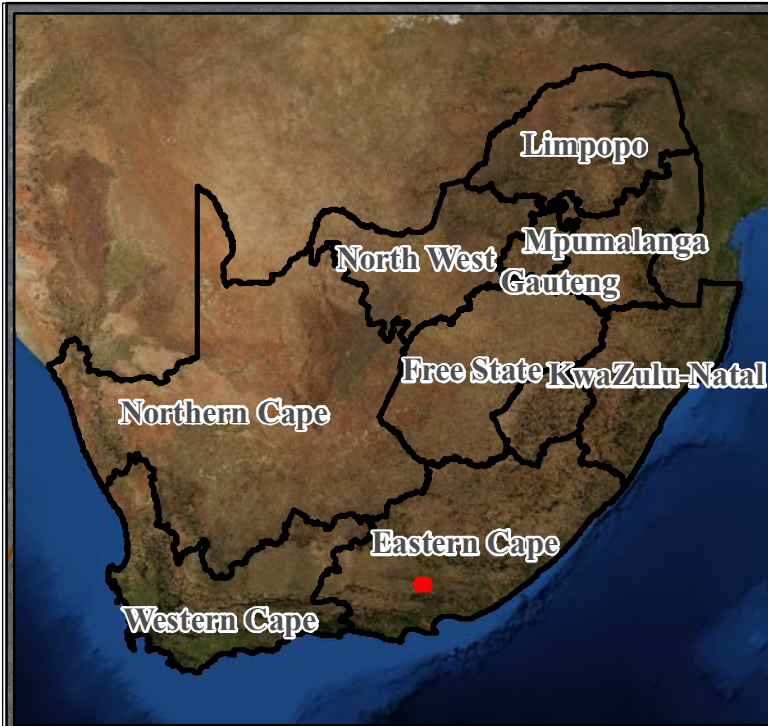 Limpopo
Mpumalanga
North West
Gauteng
Free State
KwaZulu-Natal
Northern Cape
Eastern Cape
Western Cape